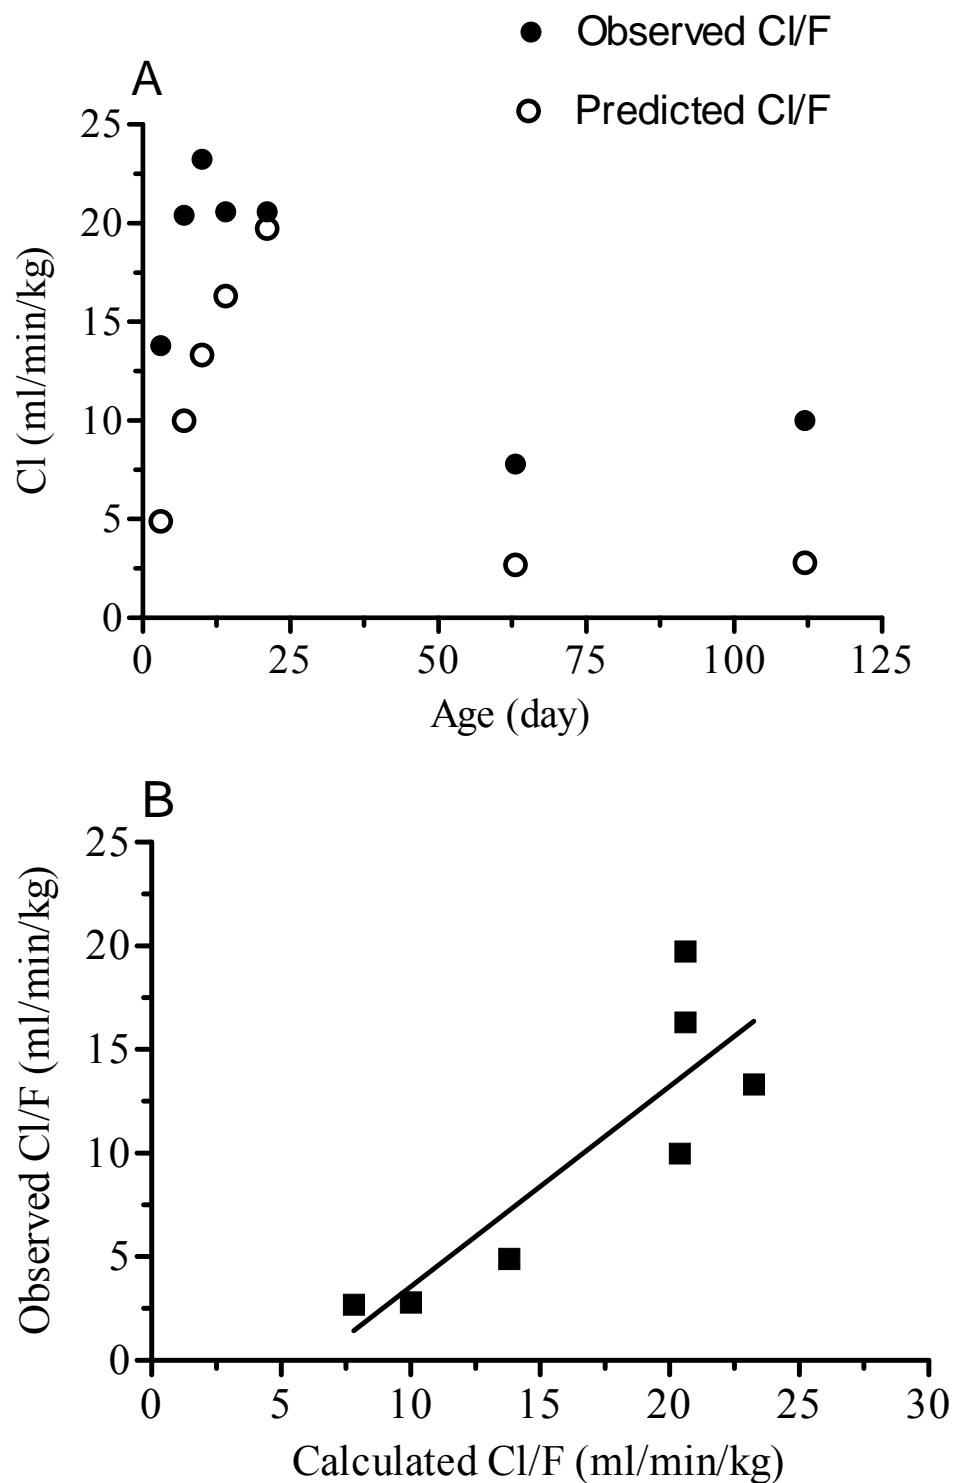 Observed Cl/F
Predicted Cl/F
A
25
20
15
10
5
0
Cl (ml/min/kg)
0 25 50 75 100 125
Age (day)
B
25
20
15
10
5
0
Observed Cl/F (ml/min/kg)
0 5 10 15 20 25 30
Calculated Cl/F (ml/min/kg)